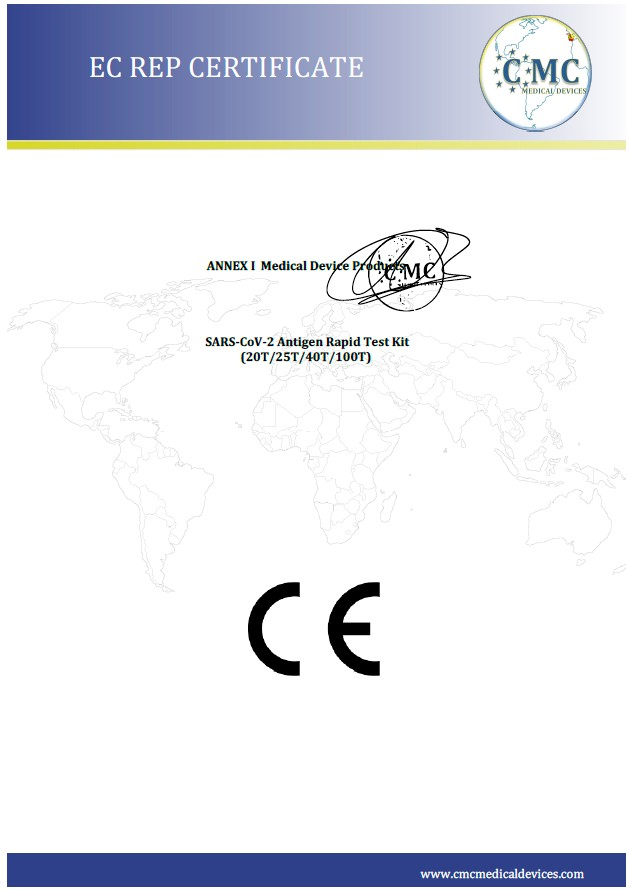 EC REP CERTIFICATE
CMC
MEDICAL DEVICES
ANNEX I Medical Device Products
CMC
SARS-CoV-2 Antigen Rapid Test Kit
(20T/25T/40T/100T)
CE
www.cmcmedicaldevices.com